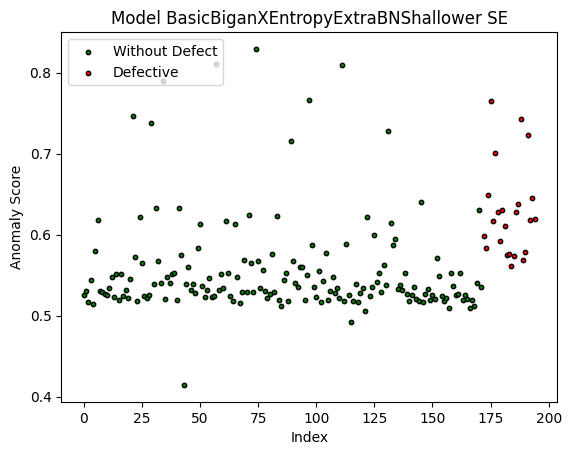 Model BasicBiganXEntropyExtraBNShallower SE
Without Defect
Defective
Anomaly Score
0.8
0.7
0.6
0.5
0.4
0 25 50 75 100 125 150 175 200
Index